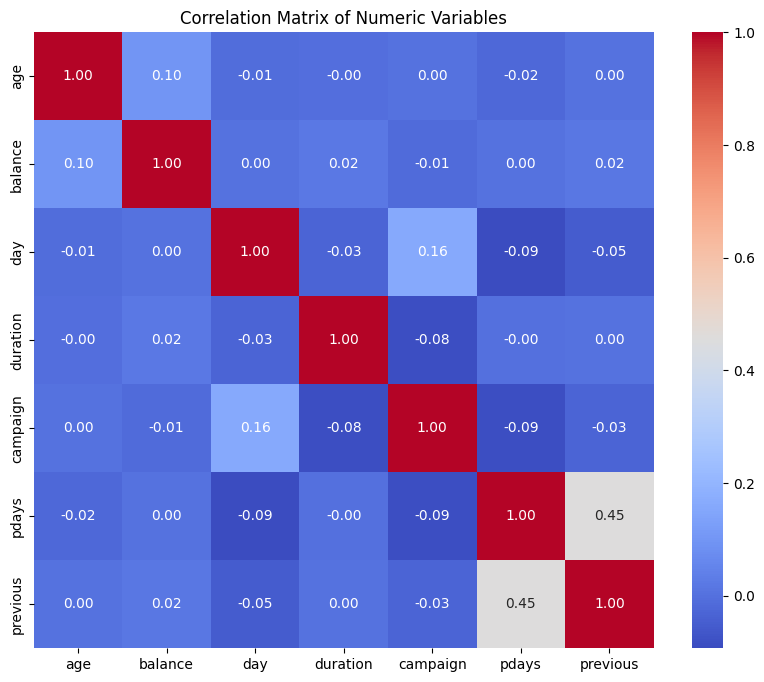 Correlation Matrix of Numeric Variables
age 1.00 0.10 -0.01 -0.00 0.00 -0.02 0.00
balance 0.10 1.00 0.00 0.02 -0.01 0.00 0.02
day -0.01 0.00 1.00 -0.03 0.16 -0.09 -0.05
duration -0.00 0.02 -0.03 1.00 -0.08 -0.00 0.00
campaign 0.00 -0.01 0.16 -0.08 1.00 -0.09 -0.03
pdays -0.02 0.00 -0.09 -0.00 -0.09 1.00 0.45
previous 0.00 0.02 -0.05 0.00 -0.03 0.45 1.00
age balance day duration campaign pdays previous
1.0
0.8
0.6
0.4
0.2
0.0